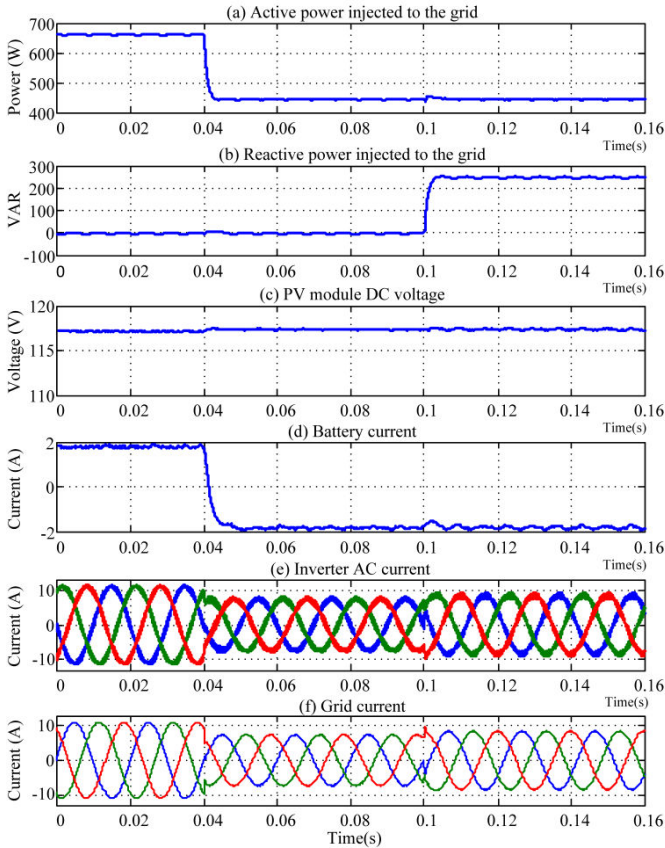 (a) Active power injected to the grid
Power (W)
700
600
500
400
0 0.02 0.04 0.06 0.08 0.1 0.12 0.14 0.16
Time(s)
(b) Reactive power injected to the grid
VAR
300
200
100
0
-100
0 0.02 0.04 0.06 0.08 0.1 0.12 0.14 0.16
Time(s)
(c) PV module DC voltage
Voltage (V)
120
115
110
0 0.02 0.04 0.06 0.08 0.1 0.12 0.14 0.16
Time(s)
(d) Battery current
Current (A)
2
0
-2
0 0.02 0.04 0.06 0.08 0.1 0.12 0.14 0.16
(e) Inverter AC current
Current (A)
10
0
-10
0 0.02 0.04 0.06 0.08 0.1 0.12 0.14 0.16
Time(s)
(f) Grid current
Current (A)
10
0
-10
0 0.02 0.04 0.06 0.08 0.1 0.12 0.14 0.16
Time(s)